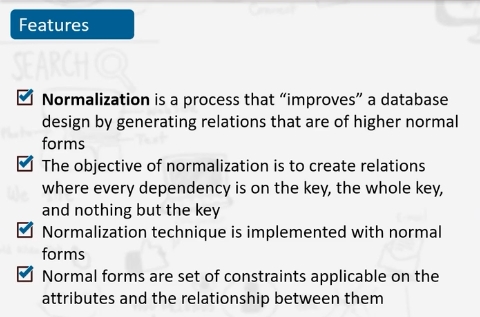 Features
SEARCH
Normalization is a process that “improves” a database
design by generating relations that are of higher normal
forms
The objective of normalization is to create relations
where every dependency is on the key, the whole key,
and nothing but the key
Normalization technique is implemented with normal
forms
Normal forms are set of constraints applicable on the
attributes and the relationship between them